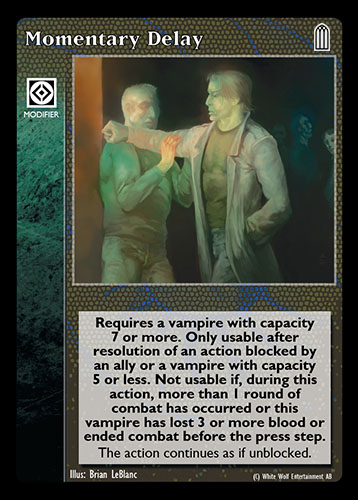 Momentary Delay
MODIFIER
Requires a vampire with capacity
7 or more. Only usable after
resolution of an action blocked by
an ally or a vampire with capacity
5 or less. Not usable if, during this
action, more than 1 round of
combat has occurred or this
vampire has lost 3 or more blood or
ended combat before the press step.
The action continues as if unblocked.
Illus: Brian LeBlanc
(C) White Wolf Entertainment AB